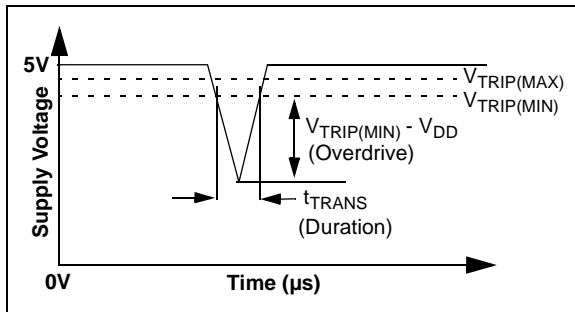 5V
V_TRIP(MAX)
V_TRIP(MIN)
V_TRIP(MIN) - V_DD
(Overdrive)
t_TRANS
(Duration)
Supply Voltage
0V
Time (µs)